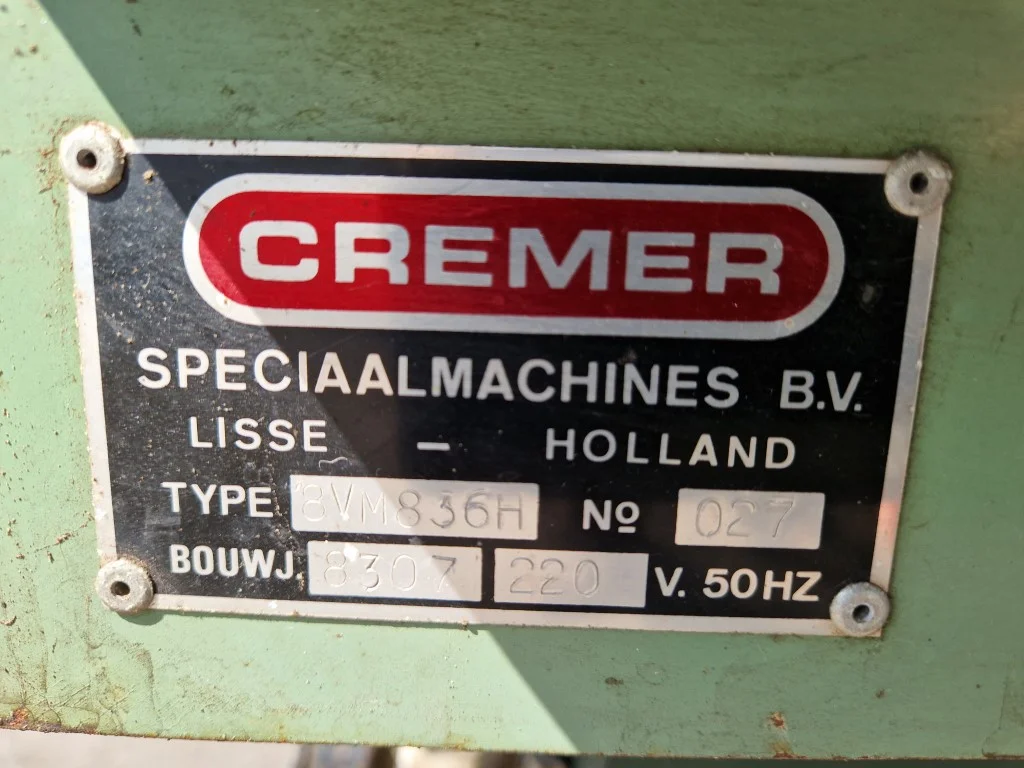 CREMER
SPECIAALMACHINES B.V.
LISSE — HOLLAND
TYPE 8VM836H Nº 027
BOUWJ. 8307 220 V. 50HZ